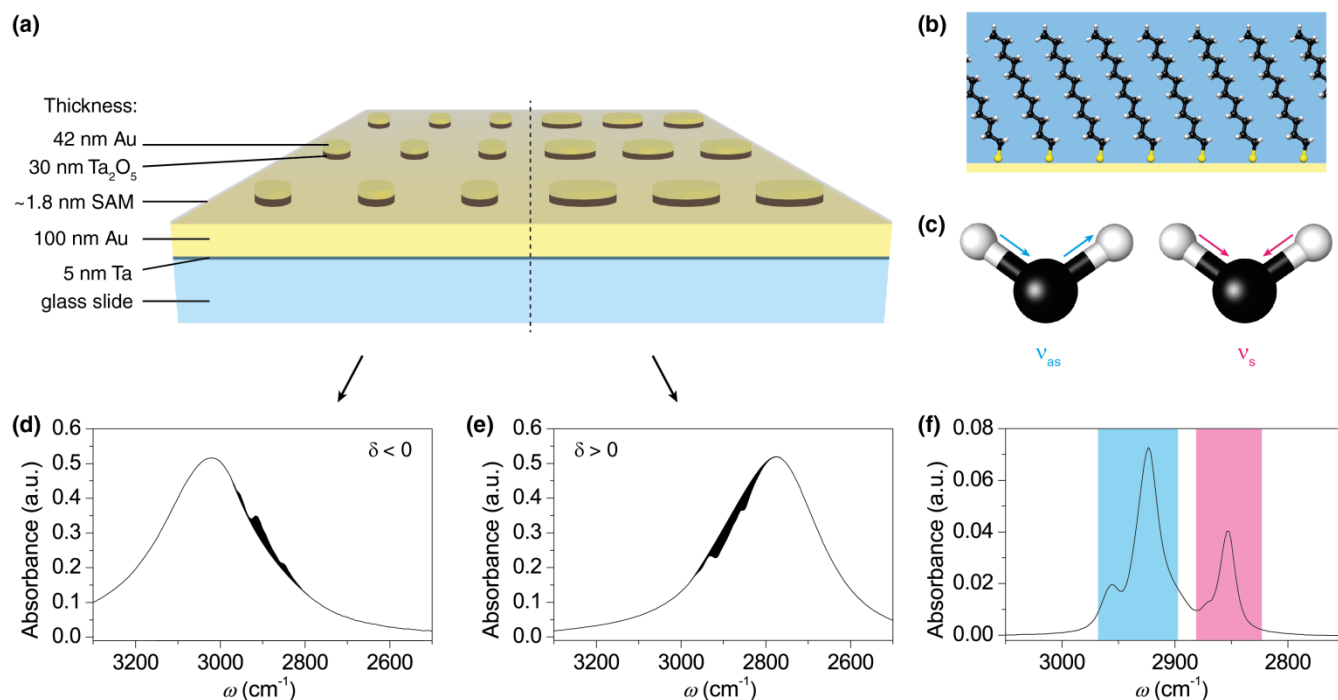 (a)
Thickness:
42 nm Au
30 nm Ta₂O₅
~1.8 nm SAM
100 nm Au
5 nm Ta
glass slide
(b)
(c)
νas
νs
(d)
δ < 0
Absorbance (a.u.)
0.6
0.5
0.4
0.3
0.2
0.1
0.0
3200 3000 2800 2600
ω (cm⁻¹)
(e)
δ > 0
Absorbance (a.u.)
0.6
0.5
0.4
0.3
0.2
0.1
0.0
3200 3000 2800 2600
ω (cm⁻¹)
(f)
Absorbance (a.u.)
0.08
0.06
0.04
0.02
0.00
3000 2900 2800
ω (cm⁻¹)